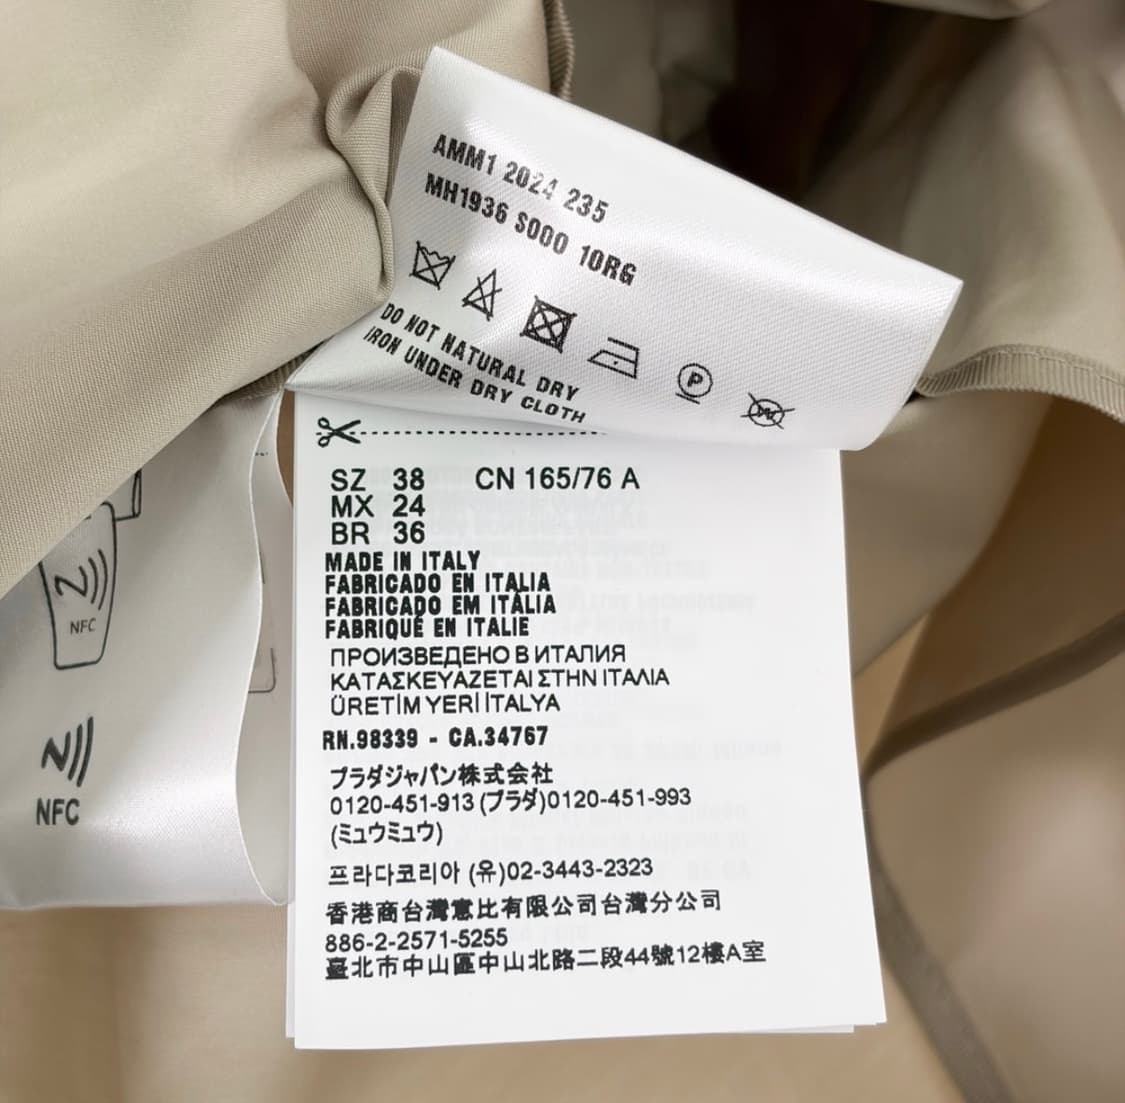 AMM1 2024 235
MH1936 S000 10RG
P
W
DO NOT NATURAL DRY
IRON UNDER DRY CLOTH
SZ 38 CN 165/76 A
MX 24
BR 36
MADE IN ITALY
FABRICADO EN ITALIA
FABRICADO EM ITÁLIA
FABRIQUÉ EN ITALIE
ПРОИЗВЕДЕНО В ИТАЛИЯ
ΚΑΤΑΣΚΕΥΑΖΕΤΑΙ ΣΤΗΝ ΙΤΑΛΙΑ
ÜRETİM YERİ İTALYA
RN.98339 - CA.34767
プラダジャパン株式会社
0120-451-913 (プラダ)0120-451-993
(ミュウミュウ)
프라다코리아 (유)02-3443-2323
香港商台灣惠比有限公司台灣分公司
886-2-2571-5255
臺北市中山區中山北路二段44號12樓A室
NFC
NFC